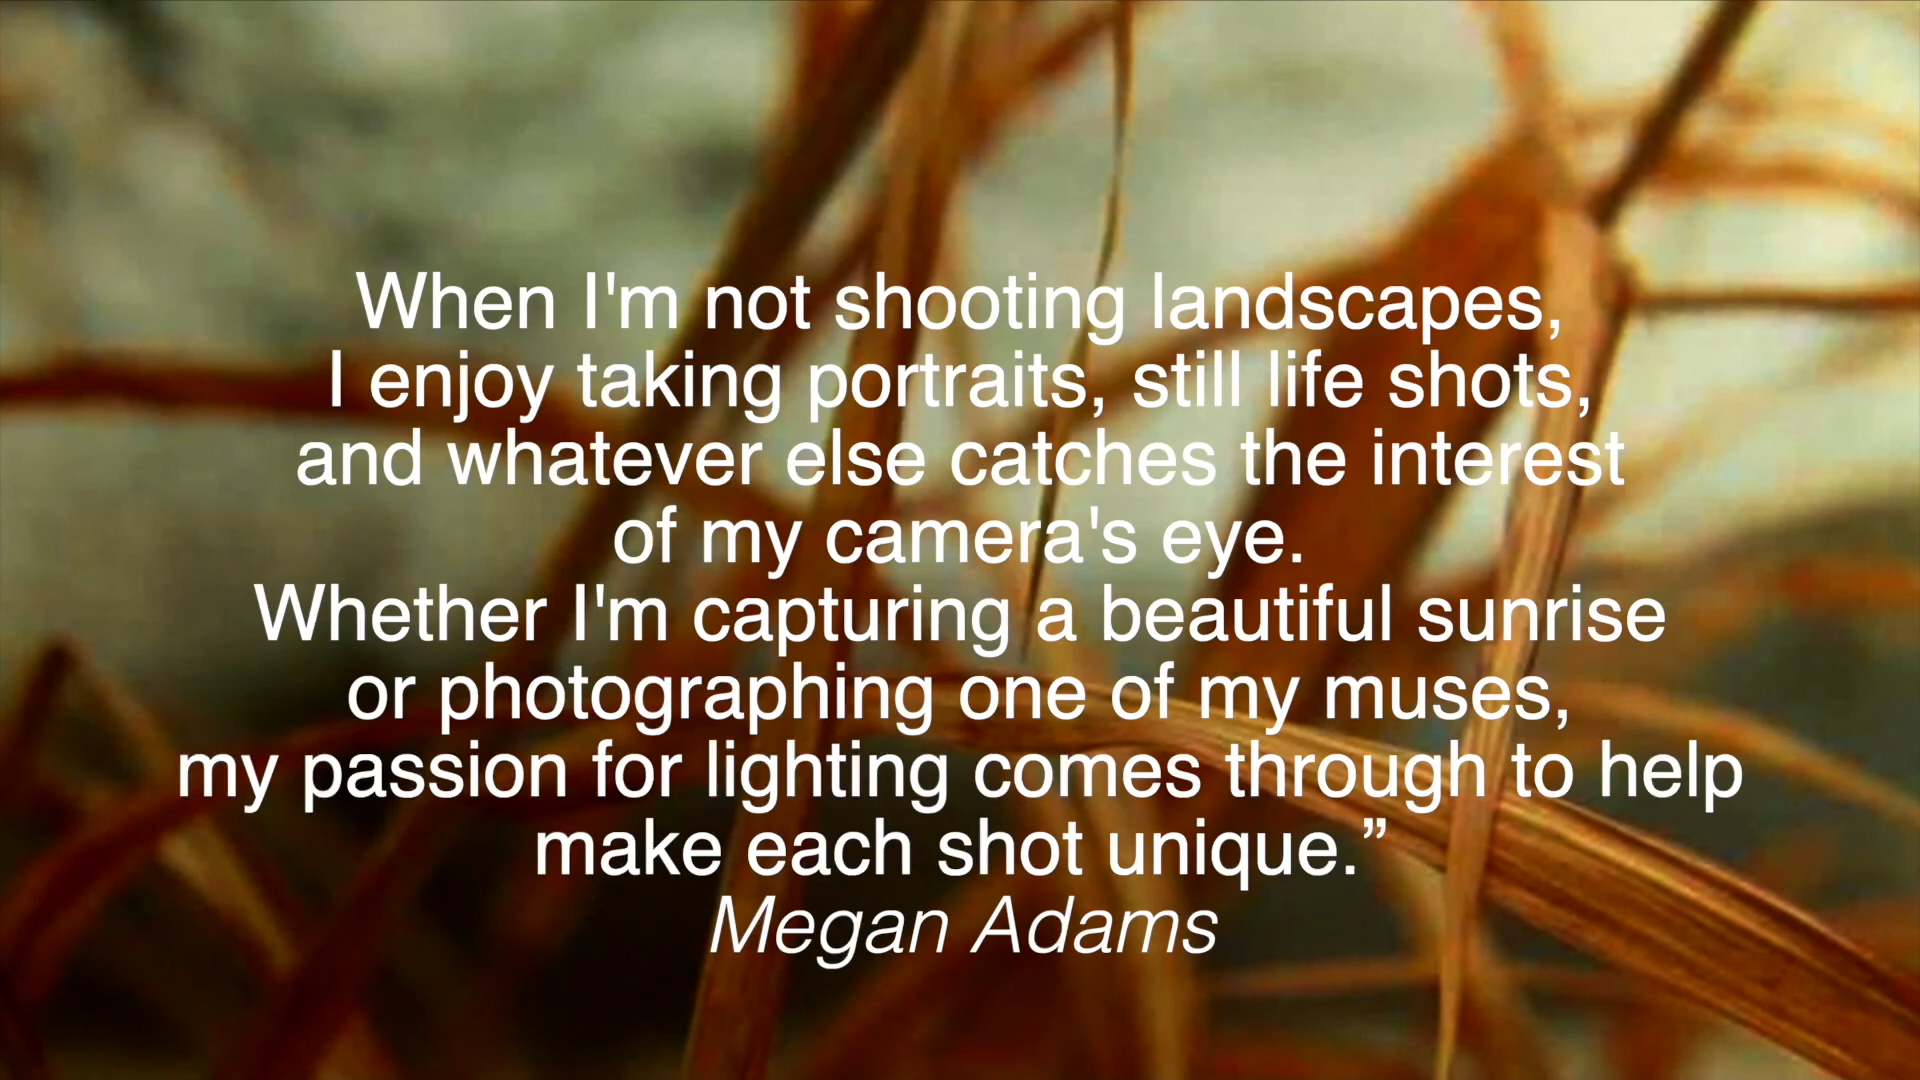 When I'm not shooting landscapes,
I enjoy taking portraits, still life shots,
and whatever else catches the interest
of my camera's eye.
Whether I'm capturing a beautiful sunrise
or photographing one of my muses,
my passion for lighting comes through to help
make each shot unique.”
Megan Adams